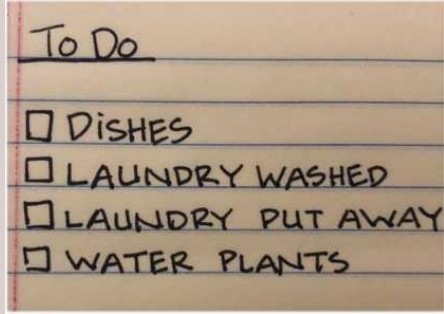 To Do
□ DiSHES
□ LAUNDRY WASHED
□ LAUNDRY PUT AWAY
□ WATER PLANTS